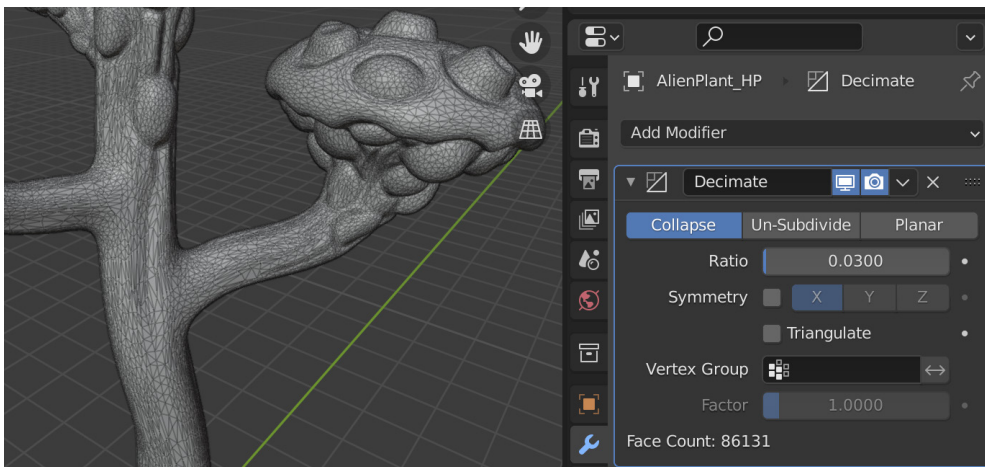 AlienPlant_HP Decimate
Add Modifier
Decimate
Collapse Un-Subdivide Planar
Ratio 0.0300
Symmetry X Y Z
Triangulate
Vertex Group
Factor 1.0000
Face Count: 86131